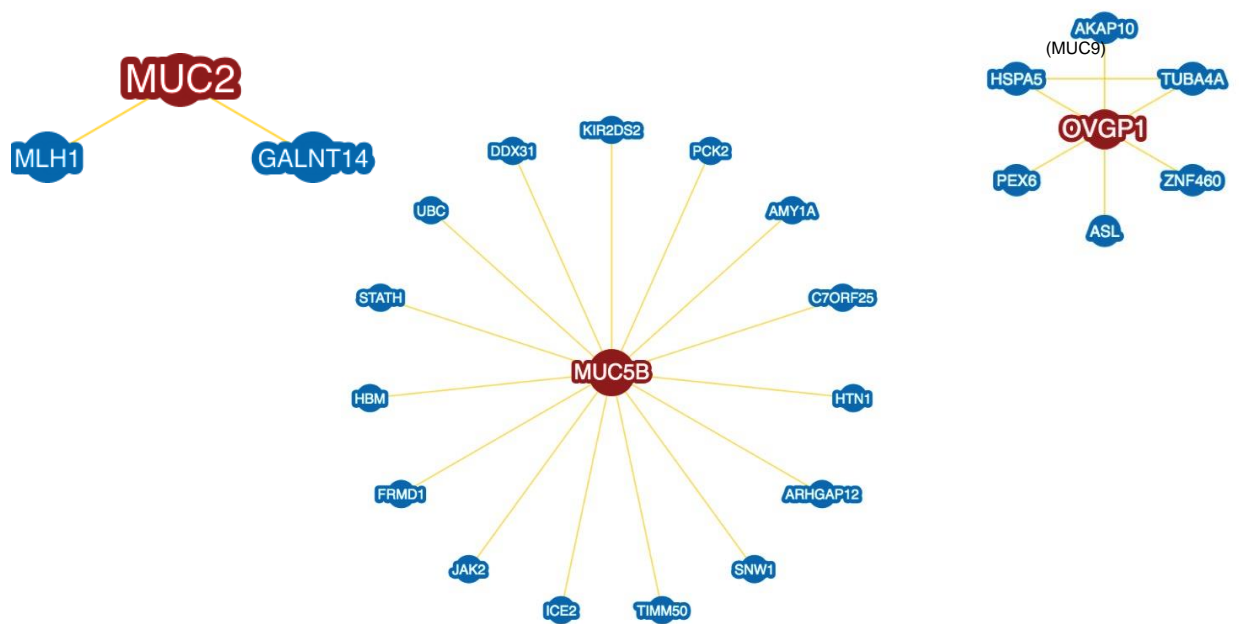 MUC2
MLH1
GALNT14
KIR2DS2
DDX31
PCK2
UBC
AMY1A
STATH
C7ORF25
MUC5B
HBM
HTN1
FRMD1
ARHGAP12
JAK2
SNW1
ICE2
TIMM50
AKAP10
(MUC9)
HSPA5
TUBA4A
OVGP1
PEX6
ZNF460
ASL